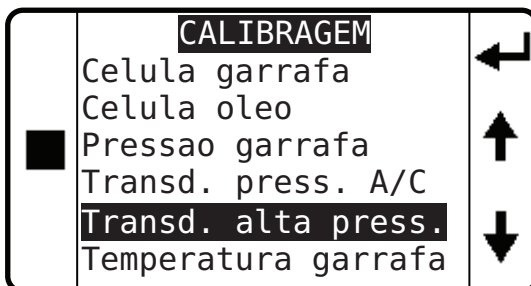 CALIBRAGEM
Celula garrafa
Celula oleo
Pressao garrafa
Transd. press. A/C
Transd. alta press.
Temperatura garrafa